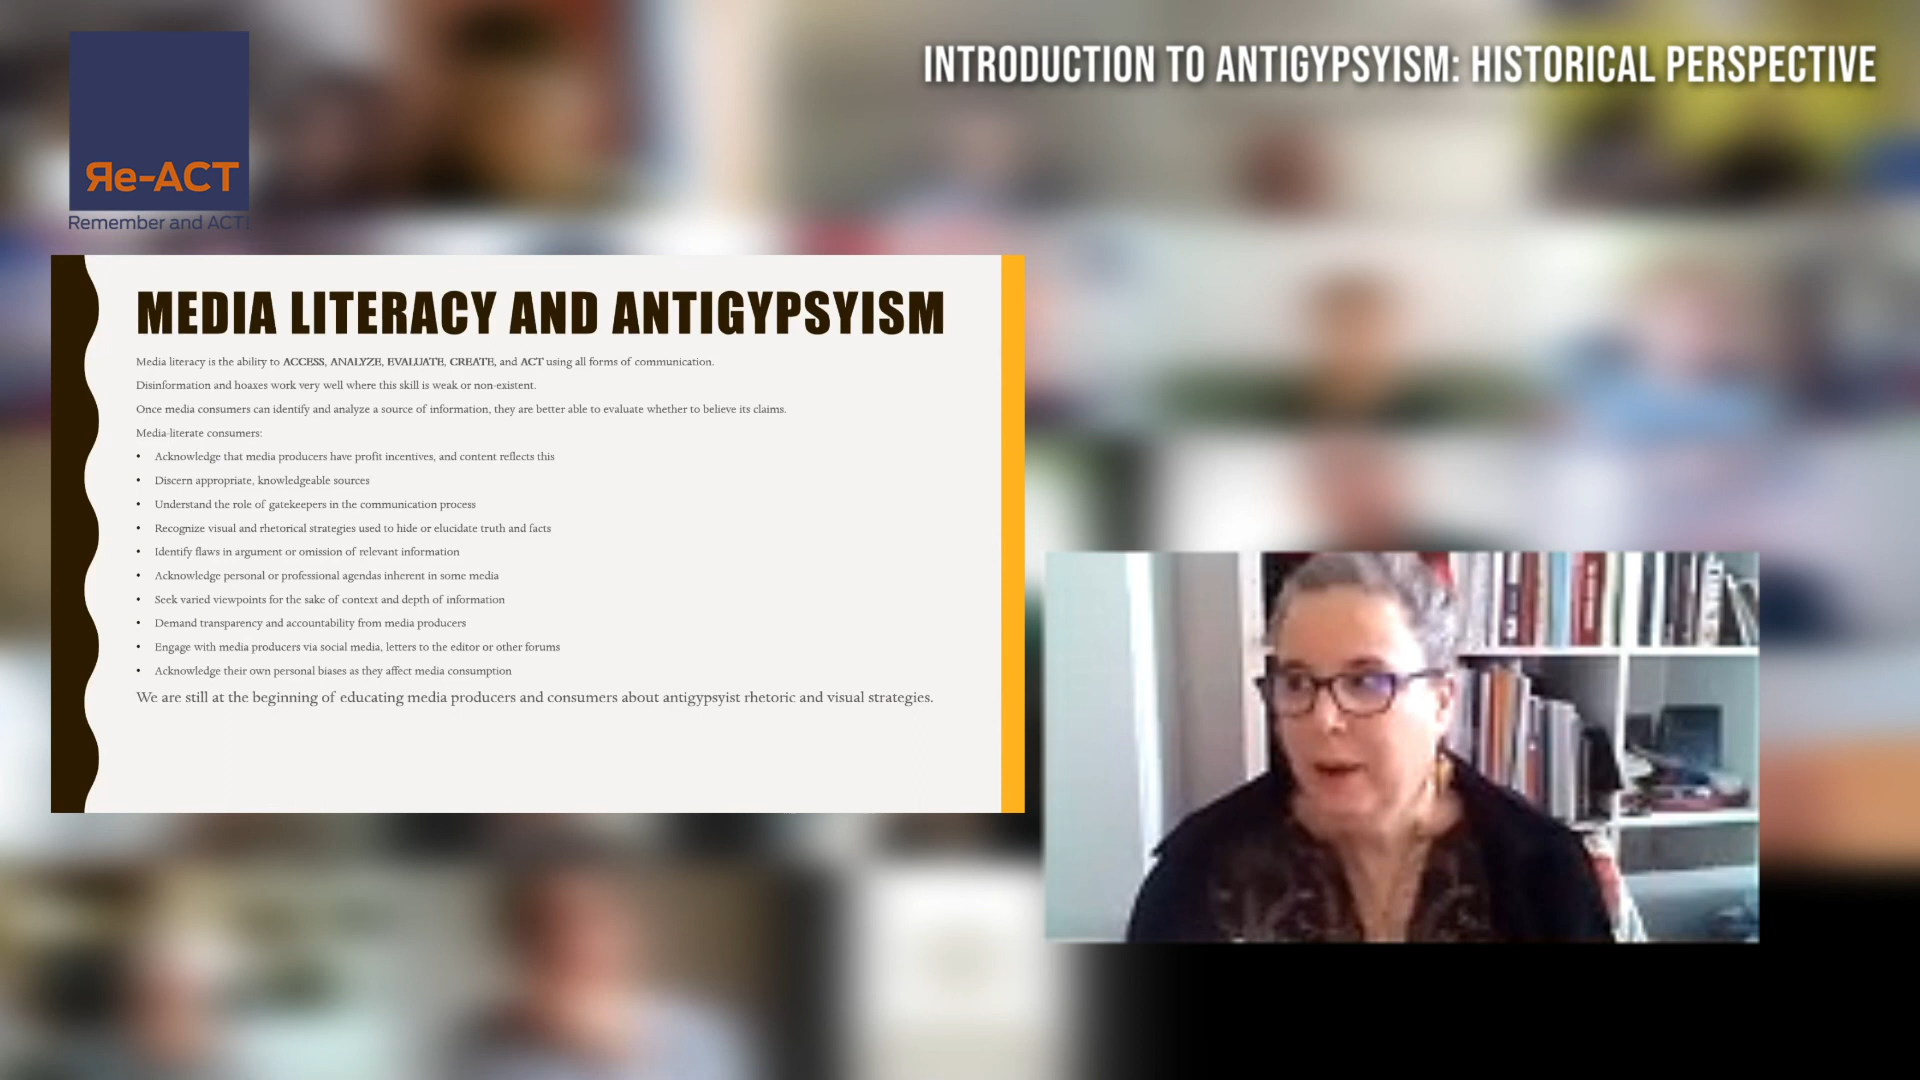 INTRODUCTION TO ANTIGYPSYISM: HISTORICAL PERSPECTIVE
Яe-ACT
Remember and ACT!
MEDIA LITERACY AND ANTIGYPSYISM
Media literacy is the ability to ACCESS, ANALYZE, EVALUATE, CREATE, and ACT using all forms of communication.
Disinformation and hoaxes work very well where this skill is weak or non-existent.
Once media consumers can identify and analyze a source of information, they are better able to evaluate whether to believe its claims.
Media-literate consumers:
• Acknowledge that media producers have profit incentives, and content reflects this
• Discern appropriate, knowledgeable sources
• Understand the role of gatekeepers in the communication process
• Recognize visual and rhetorical strategies used to hide or elucidate truth and facts
• Identify flaws in argument or omission of relevant information
• Acknowledge personal or professional agendas inherent in some media
• Seek varied viewpoints for the sake of context and depth of information
• Demand transparency and accountability from media producers
• Engage with media producers via social media, letters to the editor or other forums
• Acknowledge their own personal biases as they affect media consumption
We are still at the beginning of educating media producers and consumers about antigypsyist rhetoric and visual strategies.